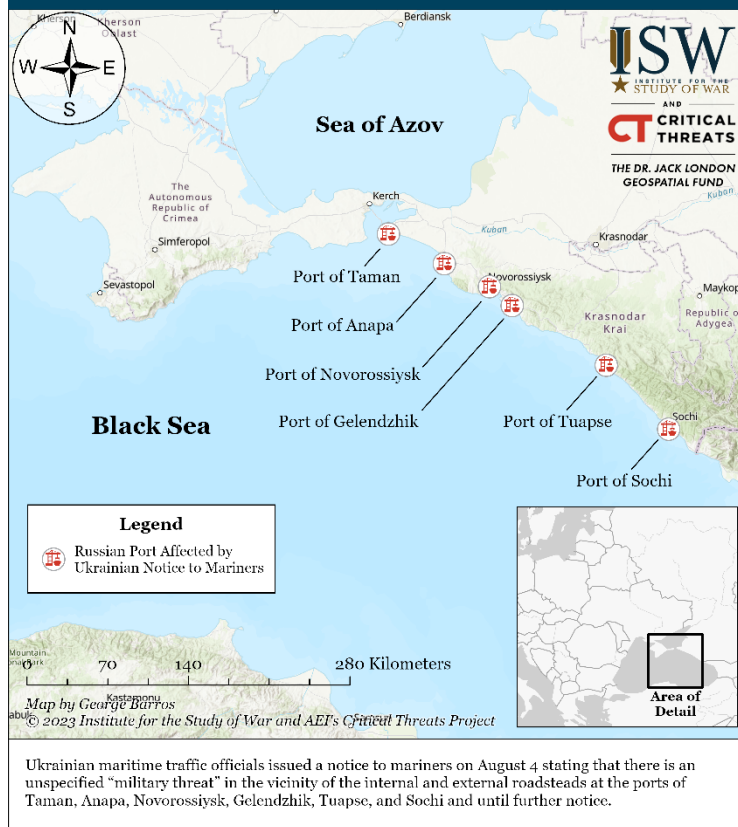 Kherson
Kherson
Oblast
Berdiansk
N
W
E
S
ISW
INSTITUTE FOR THE
STUDY OF WAR
AND
CT CRITICAL
THREATS
THE DR. JACK LONDON
GEOSPATIAL FUND
Sea of Azov
The
Autonomous
Republic of
Crimea
Kerch
Kuban
Kuban
Krasnodar
Simferopol
Sevastopol
Port of Taman
Novorossiysk
Maykop
Republic of
Adygea
Port of Anapa
Krasnodar
Krai
Port of Novorossiysk
Port of Gelendzhik
Port of Tuapse
Black Sea
Sochi
Port of Sochi
Legend
Russian Port Affected by
Ukrainian Notice to Mariners
Mountain
0
70
140
280 Kilometers
Kastamonu
Map by George Barros
© 2023 Institute for the Study of War and AEI's Critical Threats Project
Area of
Detail
Ukrainian maritime traffic officials issued a notice to mariners on August 4 stating that there is an
unspecified “military threat” in the vicinity of the internal and external roadsteads at the ports of
Taman, Anapa, Novorossiysk, Gelendzhik, Tuapse, and Sochi and until further notice.